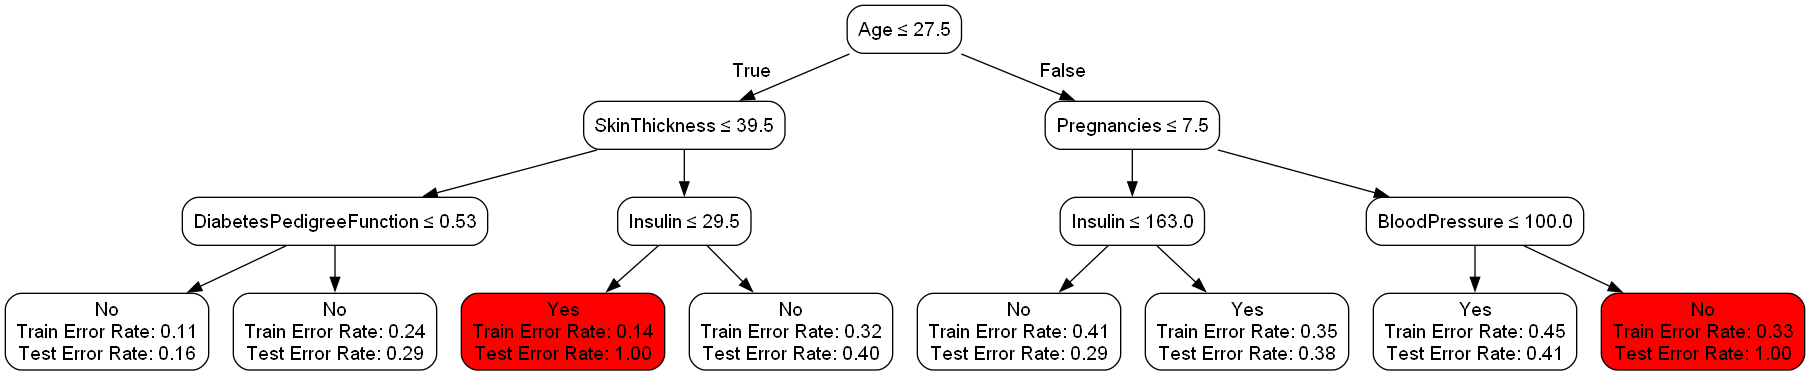 Age ≤ 27.5
True
False
SkinThickness ≤ 39.5
Pregnancies ≤ 7.5
DiabetesPedigreeFunction ≤ 0.53
Insulin ≤ 29.5
Insulin ≤ 163.0
BloodPressure ≤ 100.0
No
Train Error Rate: 0.11
Test Error Rate: 0.16
No
Train Error Rate: 0.24
Test Error Rate: 0.29
Yes
Train Error Rate: 0.14
Test Error Rate: 1.00
No
Train Error Rate: 0.32
Test Error Rate: 0.40
No
Train Error Rate: 0.41
Test Error Rate: 0.29
Yes
Train Error Rate: 0.35
Test Error Rate: 0.38
Yes
Train Error Rate: 0.45
Test Error Rate: 0.41
No
Train Error Rate: 0.33
Test Error Rate: 1.00